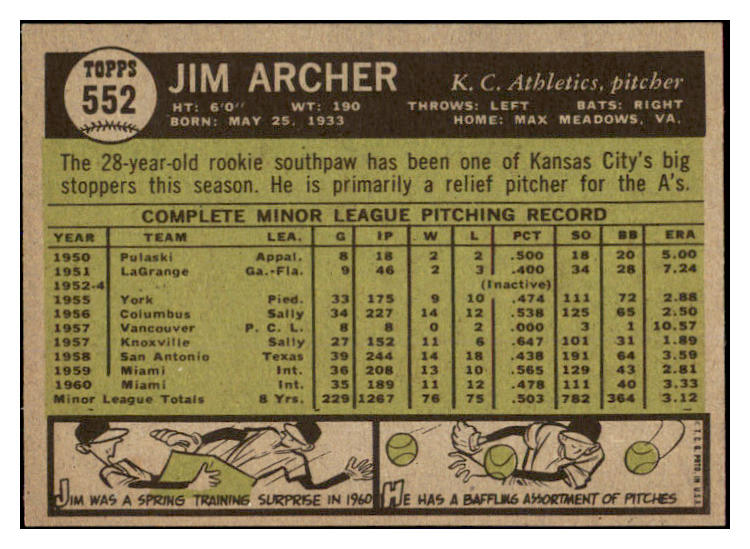 TOPPS
552
JIM ARCHER
K. C. Athletics, pitcher
HT: 6'0" WT: 190 THROWS: LEFT BATS: RIGHT
BORN: MAY 25, 1933 HOME: MAX MEADOWS, VA.
The 28-year-old rookie southpaw has been one of Kansas City's big
stoppers this season. He is primarily a relief pitcher for the A's.
COMPLETE MINOR LEAGUE PITCHING RECORD
YEAR TEAM LEA. G IP W L PCT SO BB ERA
1950 Pulaski Appal. 8 18 2 2 .500 18 20 5.00
1951 LaGrange Ga.-Fla. 9 46 2 3 .400 34 28 7.24
1952-4 (Inactive)
1955 York Pied. 33 175 9 10 .474 111 72 2.88
1956 Columbus Sally 34 227 14 12 .538 125 65 2.50
1957 Vancouver P. C. L. 8 8 0 2 .000 3 1 10.57
1957 Knoxville Sally 27 152 11 6 .647 101 31 1.89
1958 San Antonio Texas 39 244 14 18 .438 191 64 3.59
1959 Miami Int. 36 208 13 10 .565 129 43 2.81
1960 Miami Int. 35 189 11 12 .478 111 40 3.33
Minor League Totals 8 Yrs. 229 1267 76 75 .503 782 364 3.12
JIM WAS A SPRING TRAINING SURPRISE IN 1960
HE HAS A BAFFLING ASSORTMENT OF PITCHES
© T. C. G. PRTD. IN U.S.A.